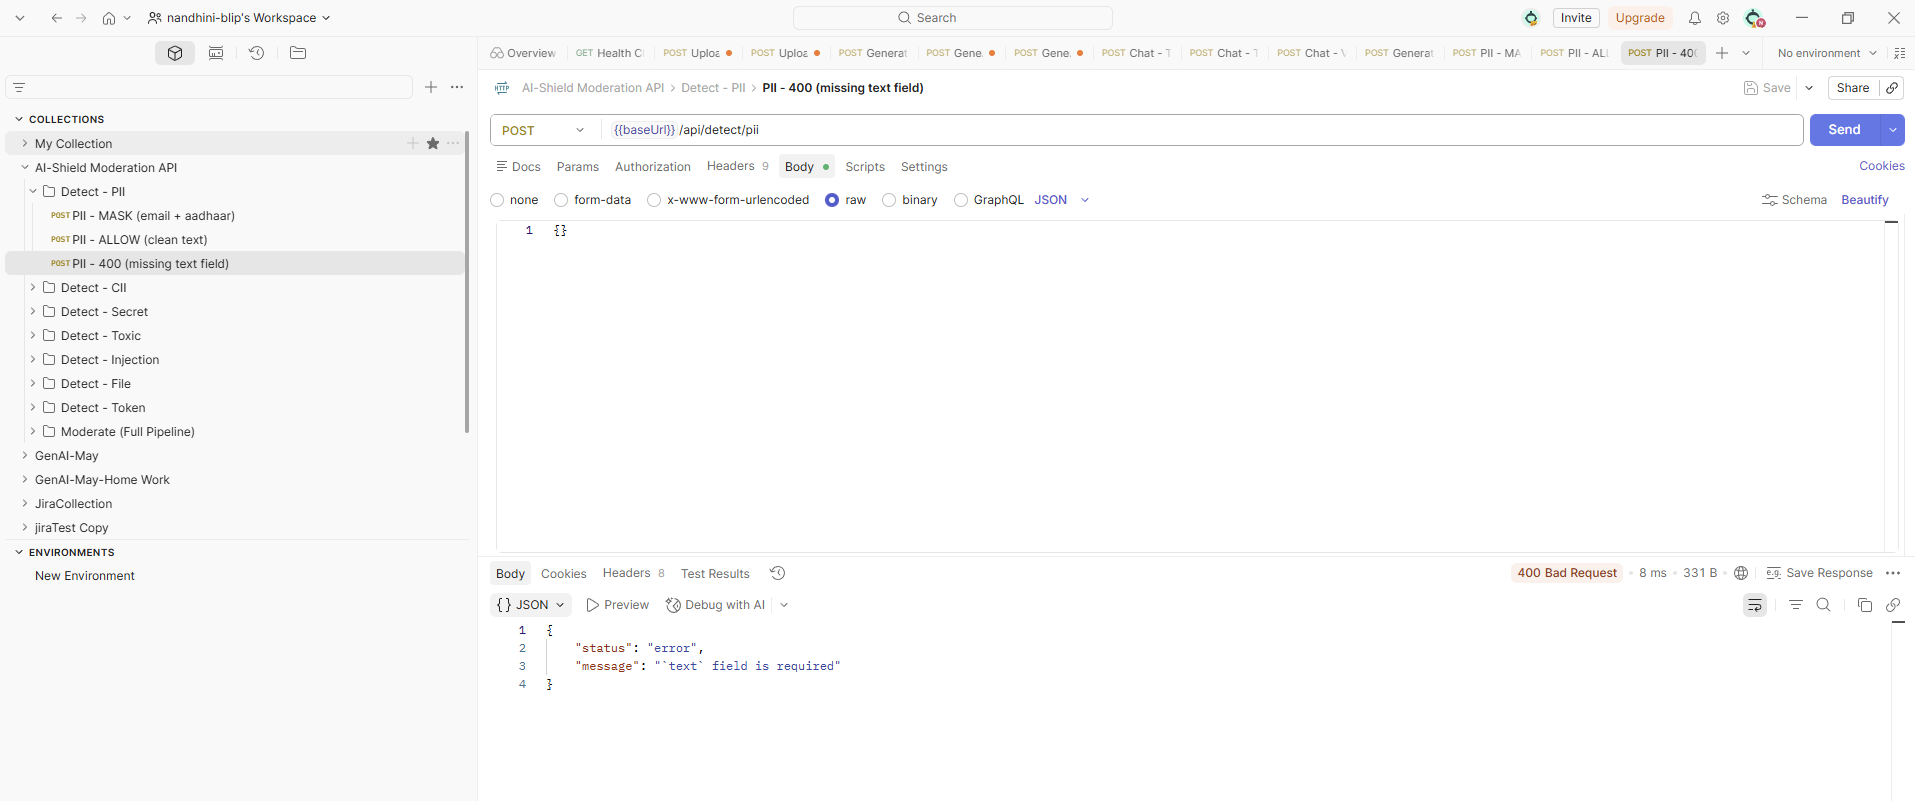 nandhini-blip's Workspace
Search
Invite
Upgrade
Overview
GET Health C
POST Uploa
POST Uploa
POST Generat
POST Gene.
POST Gene.
POST Chat - T
POST Chat - T
POST Chat - V
POST Generat
POST PII - MA
POST PII - ALL
POST PII - 40
No environment
COLLECTIONS
My Collection
AI-Shield Moderation API
Detect - PII
POST PII - MASK (email + aadhaar)
POST PII - ALLOW (clean text)
POST PII - 400 (missing text field)
Detect - CII
Detect - Secret
Detect - Toxic
Detect - Injection
Detect - File
Detect - Token
Moderate (Full Pipeline)
GenAI-May
GenAI-May-Home Work
JiraCollection
jiraTest Copy
ENVIRONMENTS
New Environment
HTTP AI-Shield Moderation API > Detect - PII > PII - 400 (missing text field)
Save
Share
POST {{baseUrl}}/api/detect/pii
Send
Docs Params Authorization Headers 9 Body Scripts Settings
Cookies
none form-data x-www-form-urlencoded raw binary GraphQL JSON
Schema Beautify
1 {}
Body Cookies Headers 8 Test Results
400 Bad Request 8 ms 331 B e.g. Save Response
{} JSON Preview Debug with AI
1 {
2 "status": "error",
3 "message": "`text` field is required"
4 }